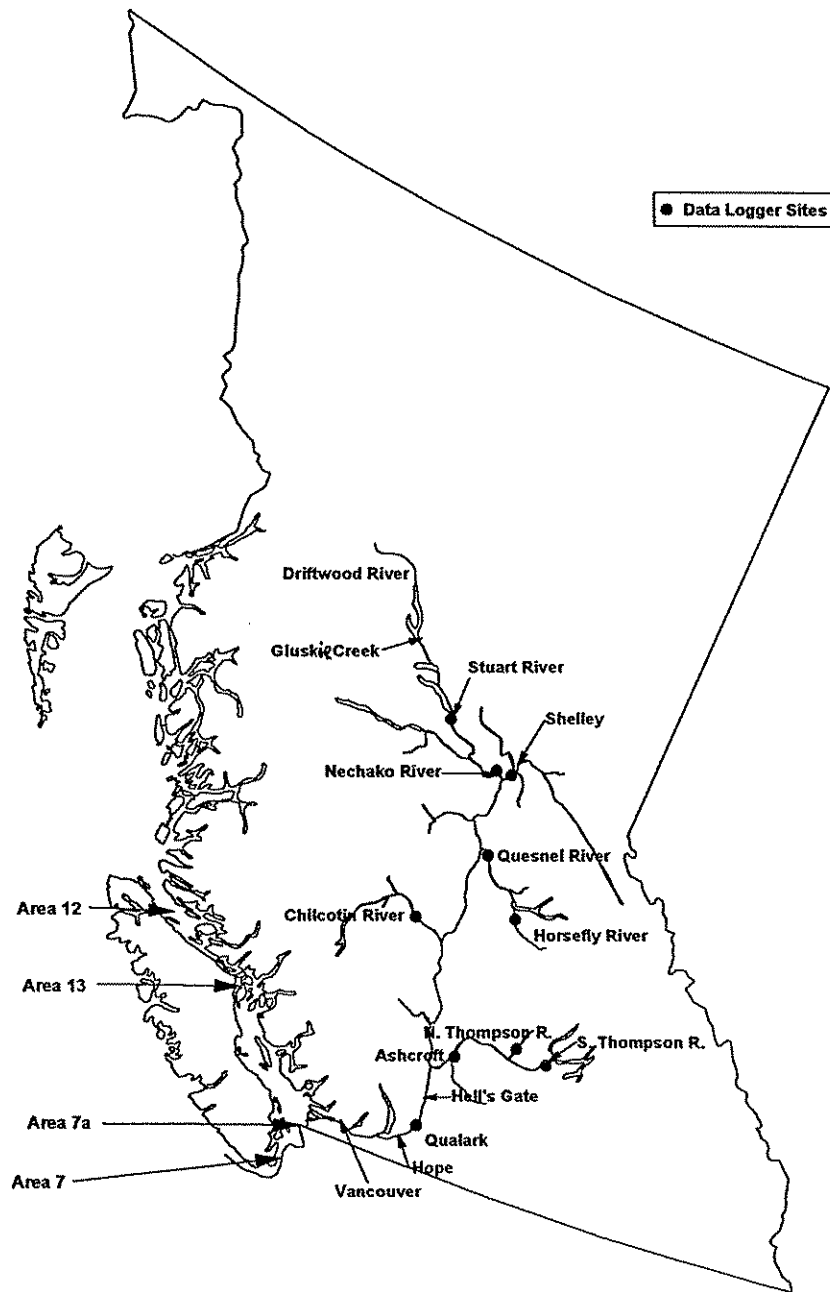 Data Logger Sites
Driftwood River
Gluskie Creek
Stuart River
Shelley
Nechako River
Quesnel River
Area 12
Chilcotin River
Horsefly River
Area 13
N. Thompson R.
Ashcroft
S. Thompson R.
Hell's Gate
Area 7a
Qualark
Hope
Area 7
Vancouver